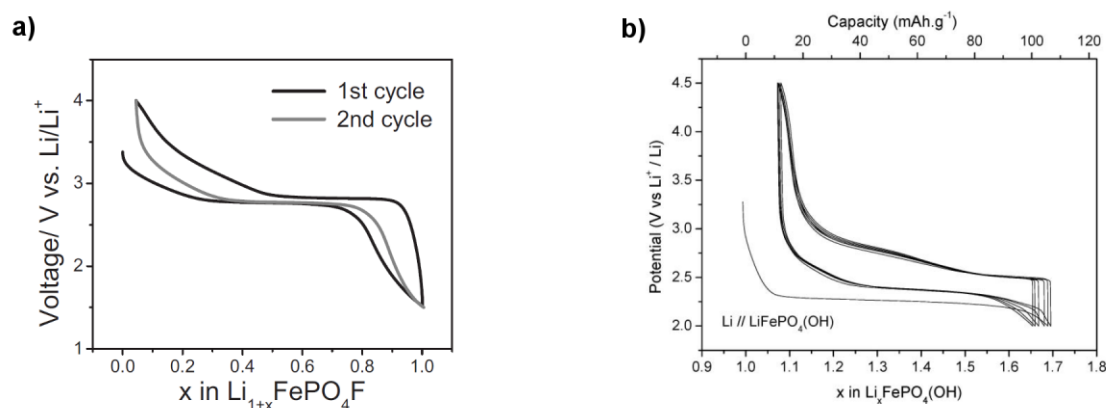 a)
Voltage/ V vs. Li/Li⁺
4
3
2
1
1st cycle
2nd cycle
0.0 0.2 0.4 0.6 0.8 1.0
x in Li₁₊ₓFePO₄F
b)
Capacity (mAh.g⁻¹)
0 20 40 60 80 100 120
Potential (V vs Li⁺ / Li)
4.5
4.0
3.5
3.0
2.5
2.0
Li // LiFePO₄(OH)
0.9 1.0 1.1 1.2 1.3 1.4 1.5 1.6 1.7 1.8
x in LiₓFePO₄(OH)